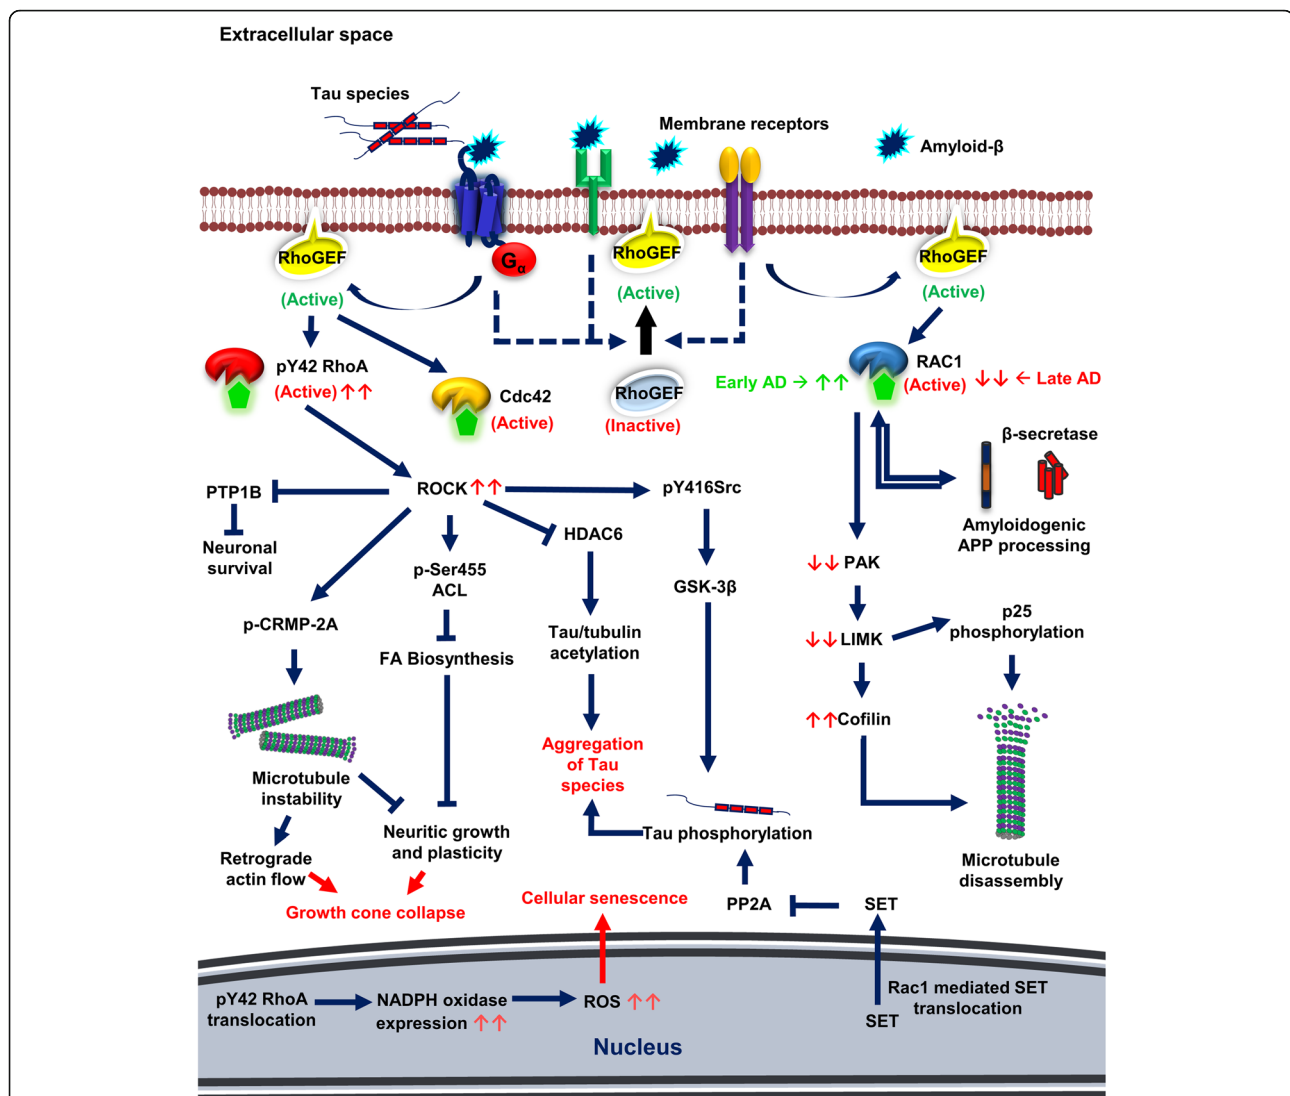 Extracellular space
Tau species
Membrane receptors
Amyloid-β
RhoGEF
Gα
RhoGEF
RhoGEF
(Active)
(Active)
(Active)
pY42 RhoA
(Active) ↑↑
Cdc42
(Active)
RhoGEF
(Inactive)
Early AD → ↑↑
RAC1
(Active)
↓↓ ← Late AD
β-secretase
Amyloidogenic
APP processing
PTP1B
ROCK ↑↑
pY416Src
Neuronal
survival
HDAC6
p-Ser455
ACL
GSK-3β
↓↓ PAK
p-CRMP-2A
Tau/tubulin
acetylation
↓↓ LIMK
p25
phosphorylation
FA Biosynthesis
↑↑ Cofilin
Aggregation
of Tau
species
Microtubule
instability
Neuritic growth
and plasticity
Tau phosphorylation
Retrograde
actin flow
Microtubule
disassembly
Growth cone collapse
Cellular senescence
PP2A
SET
pY42 RhoA
translocation
NADPH oxidase
expression ↑↑
ROS ↑↑
Rac1 mediated SET
translocation
SET
Nucleus